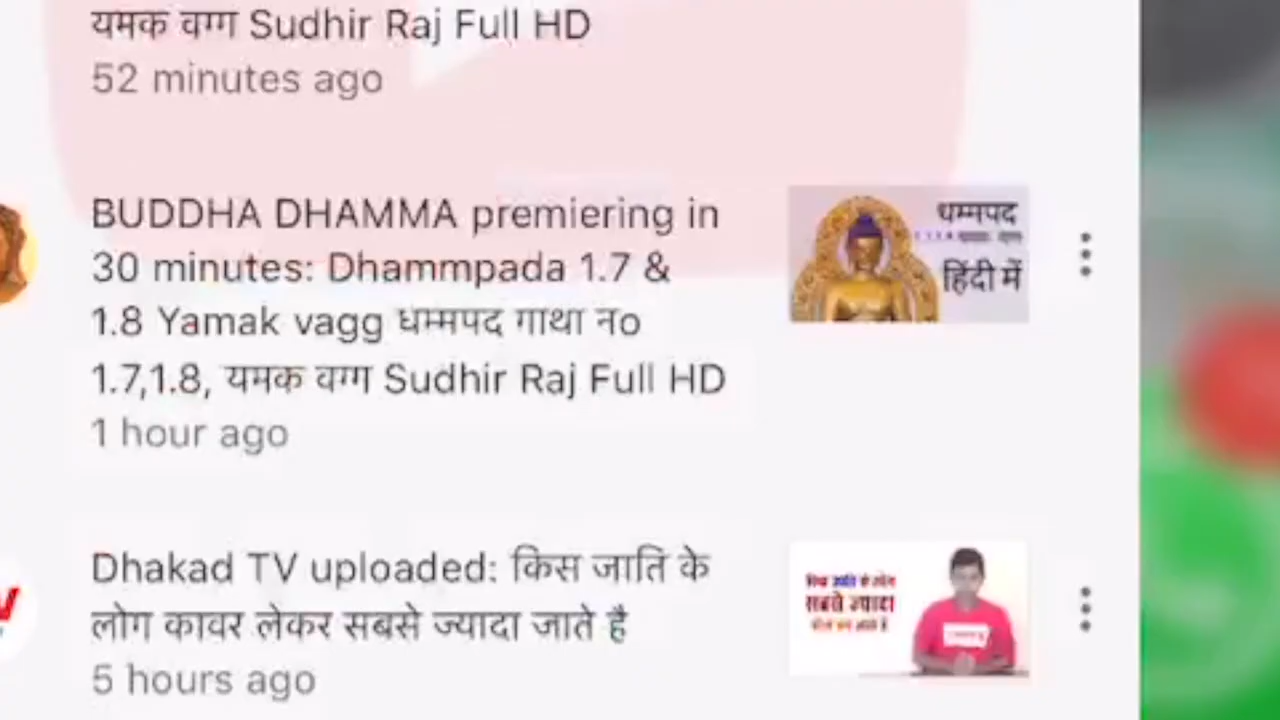 यमक वग्ग Sudhir Raj Full HD
52 minutes ago
BUDDHA DHAMMA premiering in
30 minutes: Dhammpada 1.7 &
1.8 Yamak vagg धम्मपद गाथा नo
1.7,1.8, यमक वग्ग Sudhir Raj Full HD
1 hour ago
धम्मपद
हिंदी में
Dhakad TV uploaded: किस जाति के
लोग कावर लेकर सबसे ज्यादा जाते है
5 hours ago
किस जाति के लोग
सबसे ज्यादा